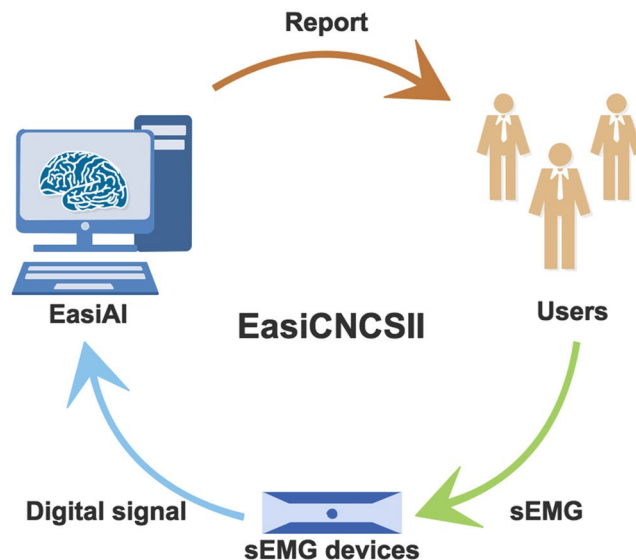 Report
EasiAI
EasiCNCSII
Users
Digital signal
sEMG
sEMG devices